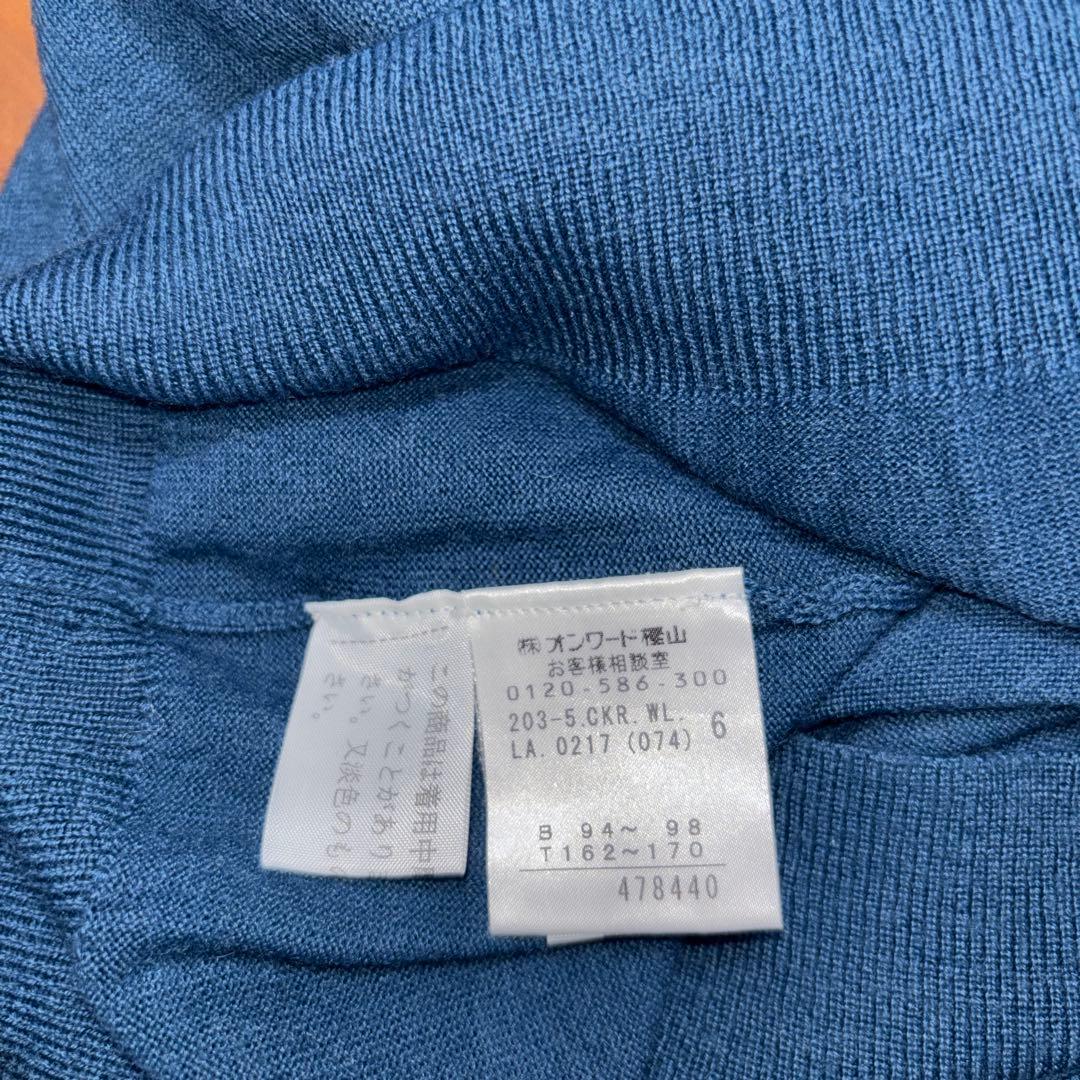 この商品は着用中
がつくことがあり
さい。又淡色のも
㈱オンワード樫山
お客様相談室
0120-586-300
203-5.CKR.WL.
LA.0217(074) 6
B 94〜 98
T162〜170
478440